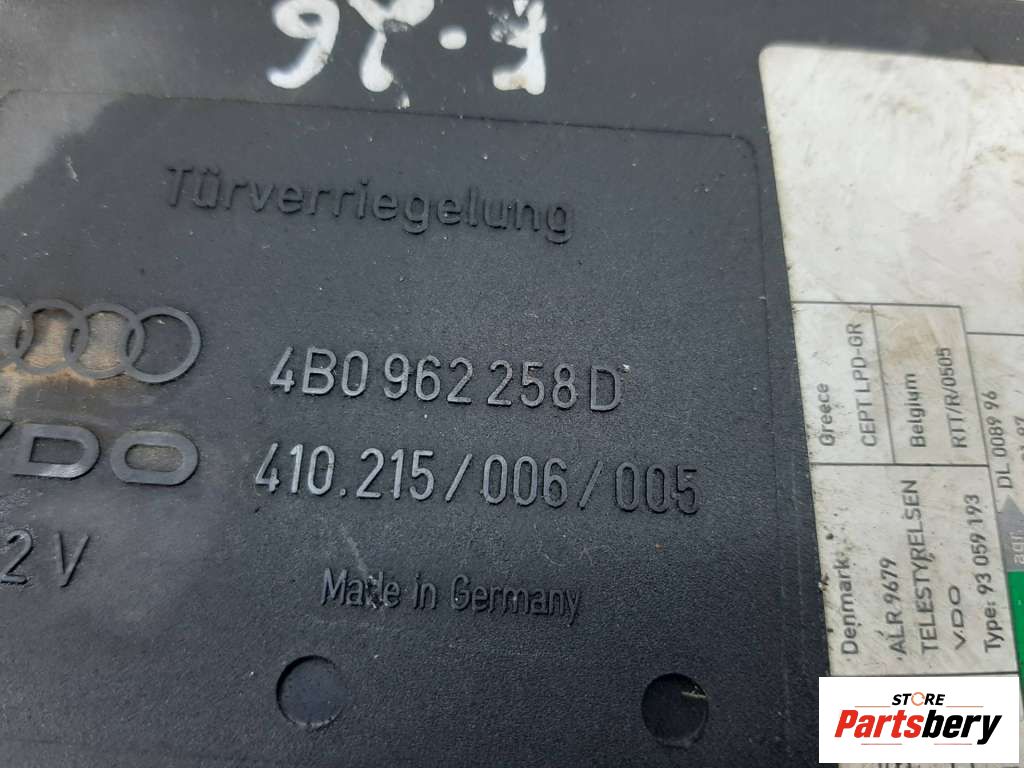 Türverriegelung
4B0 962 258 D
VDO
410.215/006/005
2 V
Made in Germany
Greece
CEPT LPD-GR
Belgium
RTT/R/0505
Denmark
ALR 9679
TELESTYRELSEN
VDO
Type: 93 059 193
DL 0089 96
STORE
Partsbery